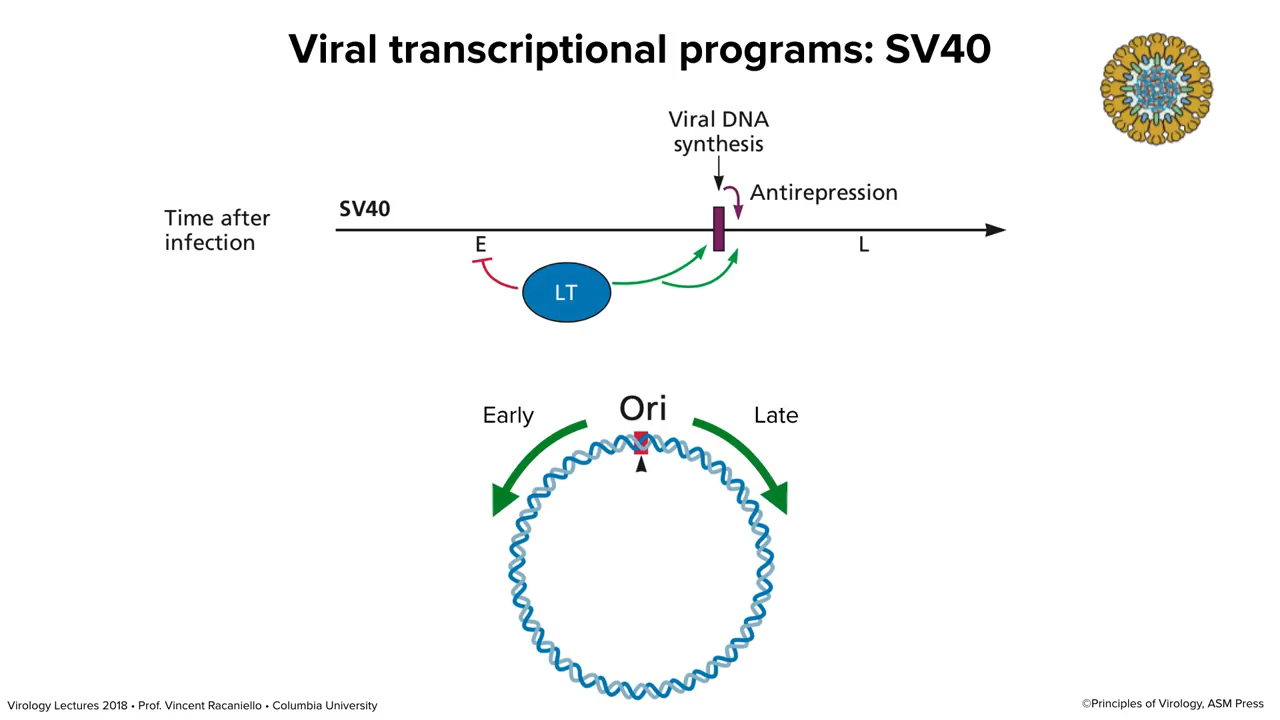 Viral transcriptional programs: SV40
Viral DNA
synthesis
Antirepression
Time after
infection
SV40
E
L
LT
Early
Ori
Late
Virology Lectures 2018 • Prof. Vincent Racaniello • Columbia University
©Principles of Virology, ASM Press